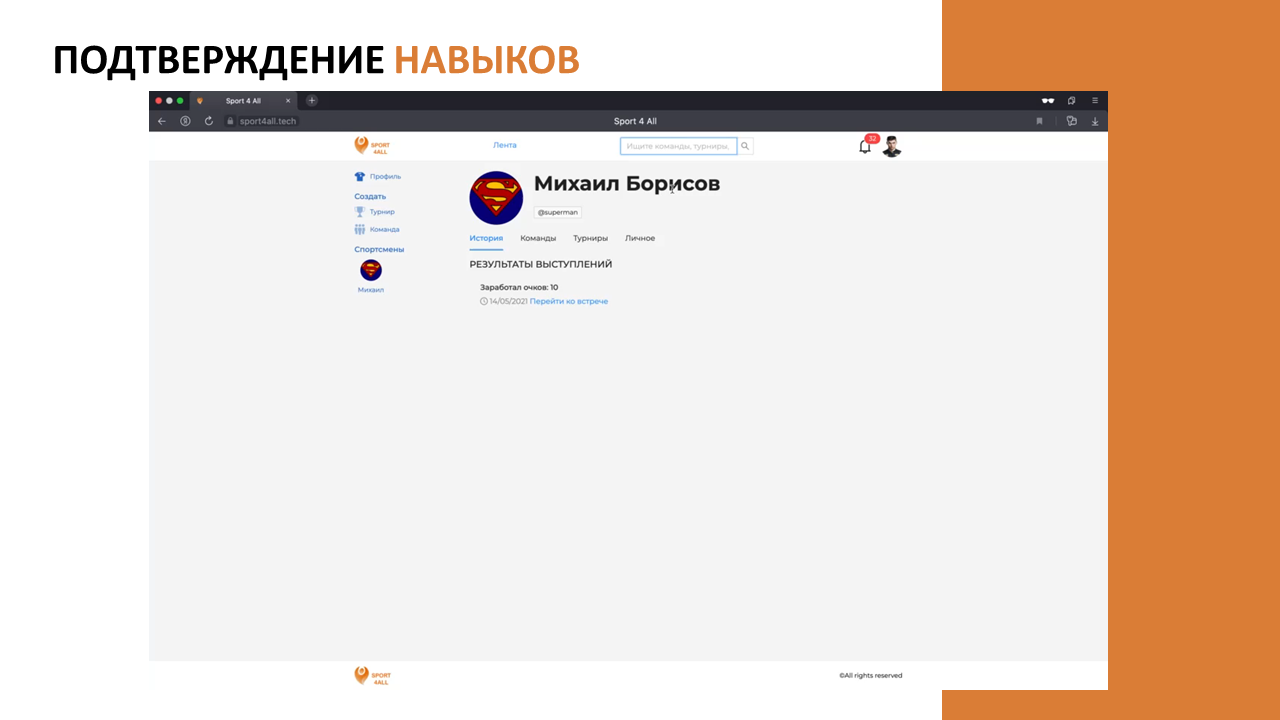 ПОДТВЕРЖДЕНИЕ НАВЫКОВ
Sport 4 All
sport4all.tech
Sport 4 All
SPORT
4ALL
Лента
Ищите команды, турниры,
32
Профиль
Создать
Турнир
Команда
Спортсмены
Михаил
Михаил Борисов
@superman
История Команды Турниры Личное
РЕЗУЛЬТАТЫ ВЫСТУПЛЕНИЙ
Заработал очков: 10
14/05/2021 Перейти ко встрече
SPORT
4ALL
©All rights reserved